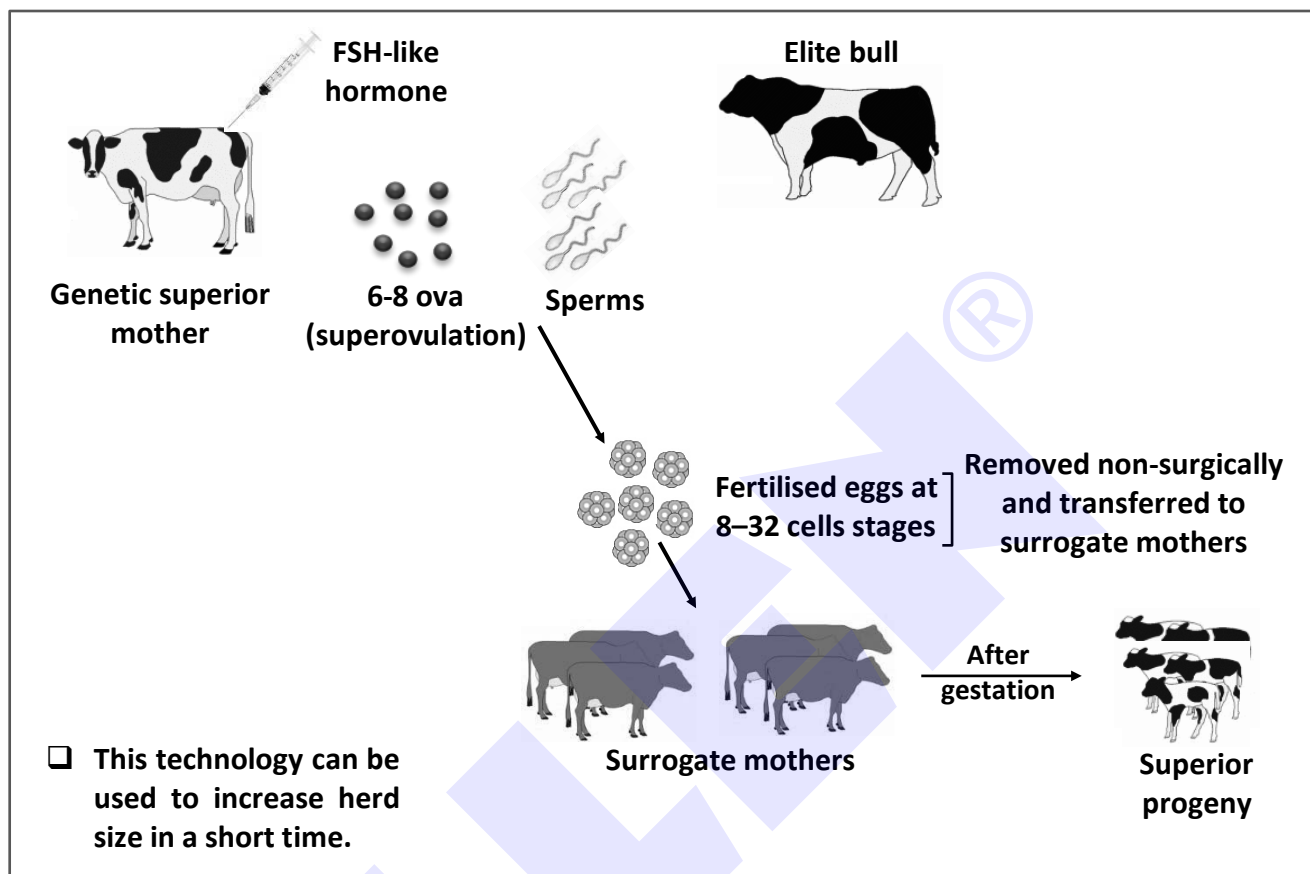 FSH-like
hormone
Elite bull
Genetic superior
mother
6-8 ova
(superovulation)
Sperms
Fertilised eggs at
8–32 cells stages
Removed non-surgically
and transferred to
surrogate mothers
After
gestation
Surrogate mothers
Superior
progeny
❑ This technology can be
used to increase herd
size in a short time.
®